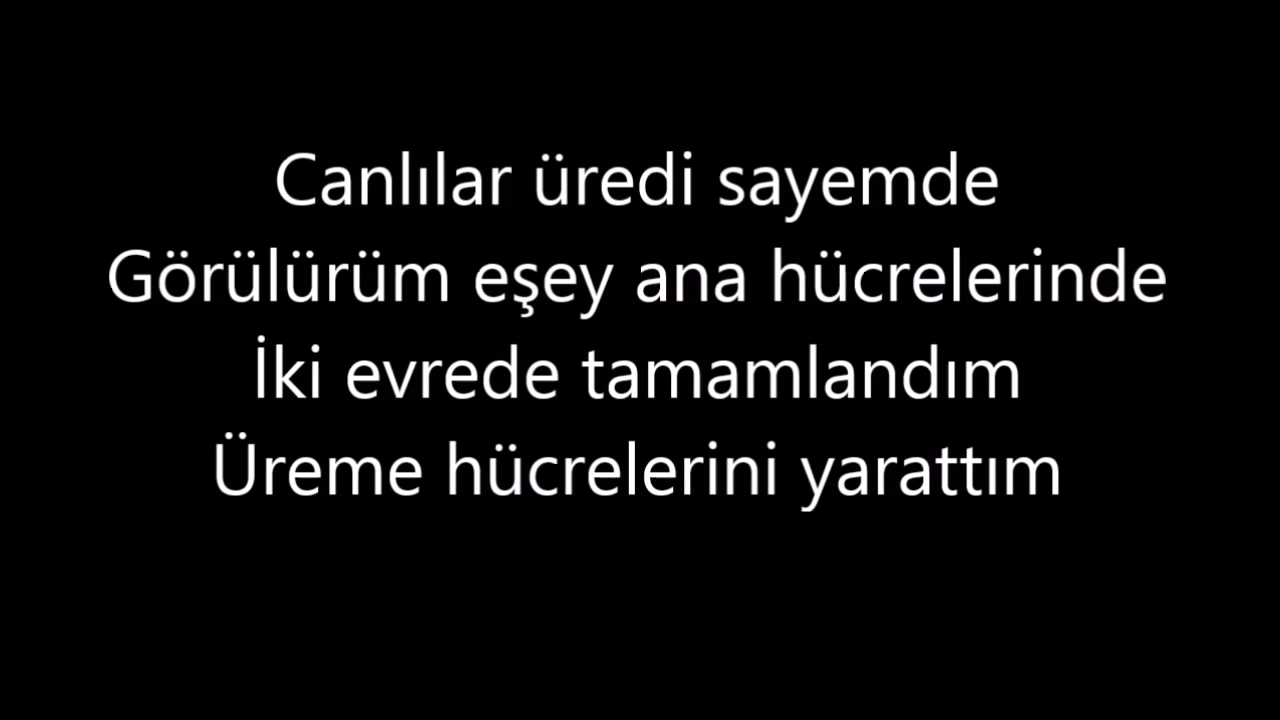 Canlılar üredi sayemde
Görülürüm eşey ana hücrelerinde
İki evrede tamamlandım
Üreme hücrelerini yarattım